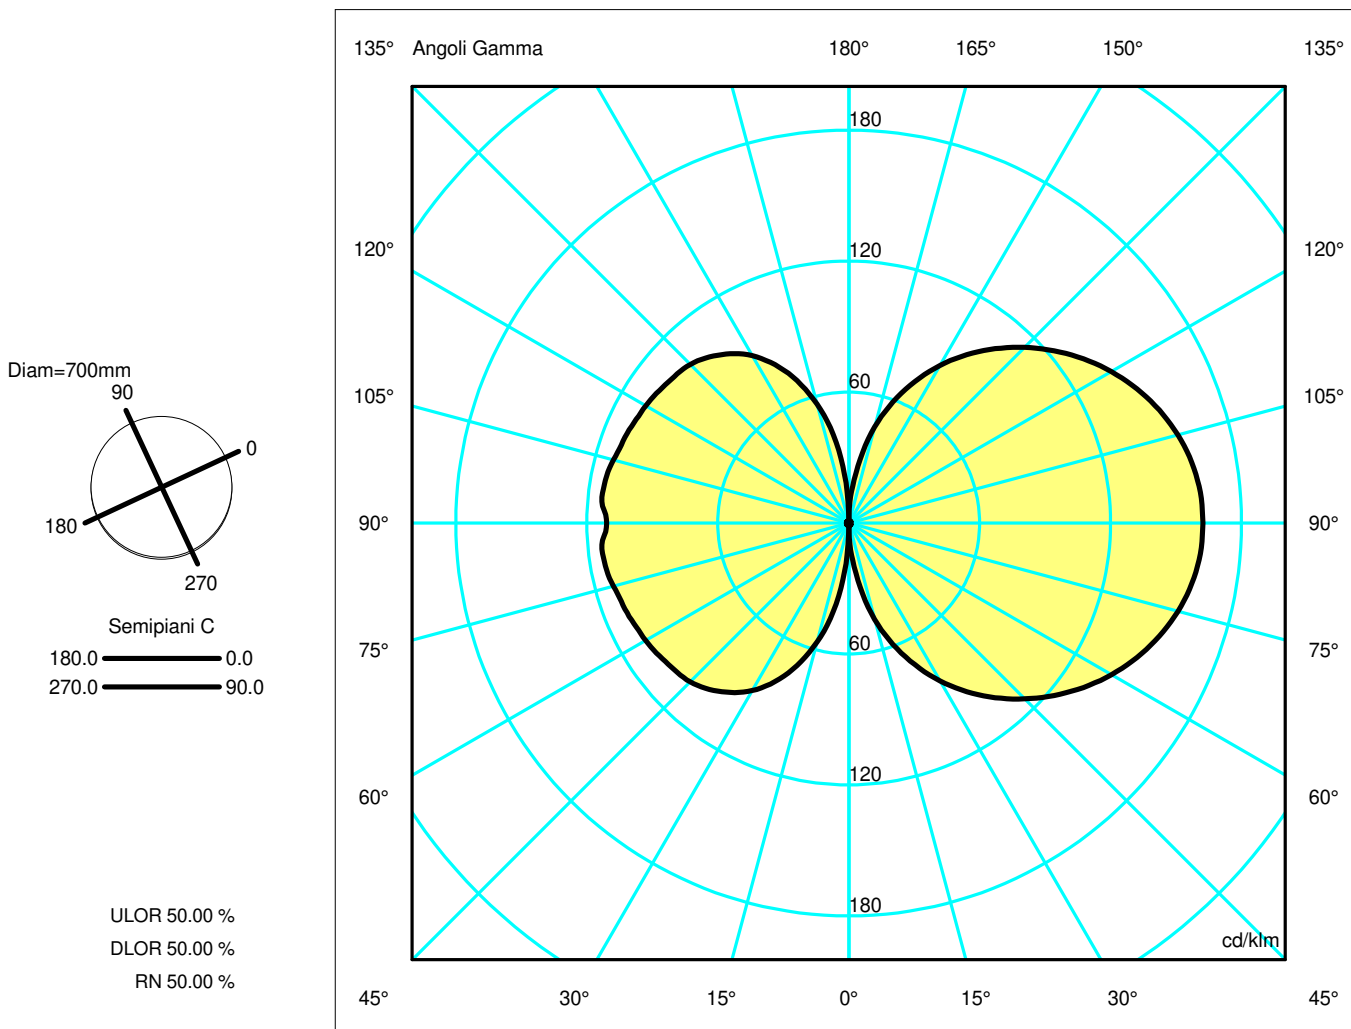 135° Angoli Gamma 180° 165° 150° 135°
180
120° 120 120°
Diam=700mm
90
60
105° 105°
0
180
90° 90°
270
Semipiani C
180.0 0.0
270.0 90.0
75° 60 75°
60° 120 60°
ULOR 50.00 %
180
DLOR 50.00 %
cd/klm
RN 50.00 %
45° 30° 15° 0° 15° 30° 45°